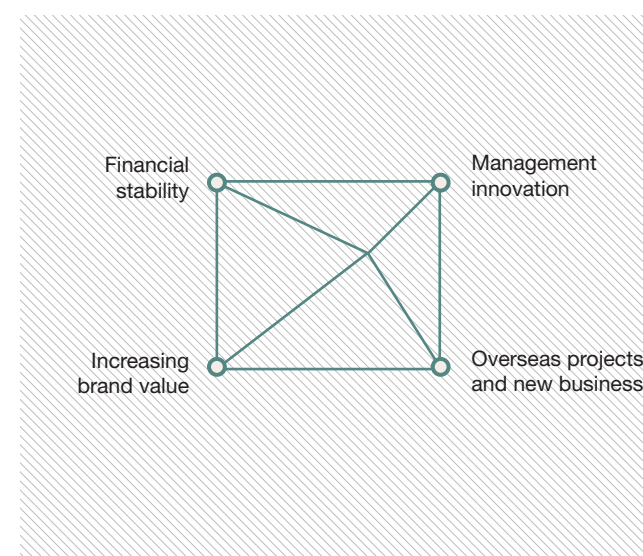 Financial
stability
Management
innovation
Increasing
brand value
Overseas projects
and new business